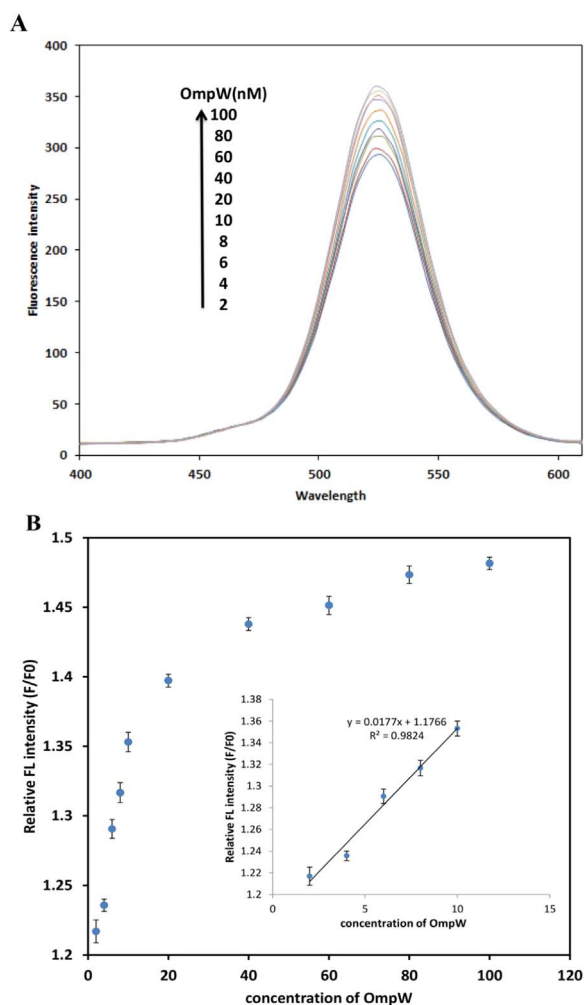 A
400
350
300
250
200
150
100
50
0
Fluorescence intensity
OmpW(nM)
100
80
60
40
20
10
8
6
4
2
400 450 500 550 600
Wavelength
B
1.5
1.45
1.4
1.35
1.3
1.25
1.2
Relative FL intensity (F/F0)
0 20 40 60 80 100 120
concentration of OmpW
1.38
1.36
1.34
1.32
1.3
1.28
1.26
1.24
1.22
1.2
Relative FL intensity (F/F0)
y = 0.0177x + 1.1766
R² = 0.9824
0 5 10 15
concentration of OmpW